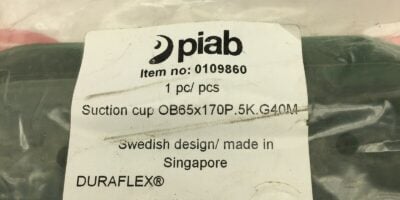 piab
Item no: 0109860
1 pc/ pcs
Suction cup OB65x170P.5K.G40M
Swedish design/ made in
Singapore
DURAFLEX®